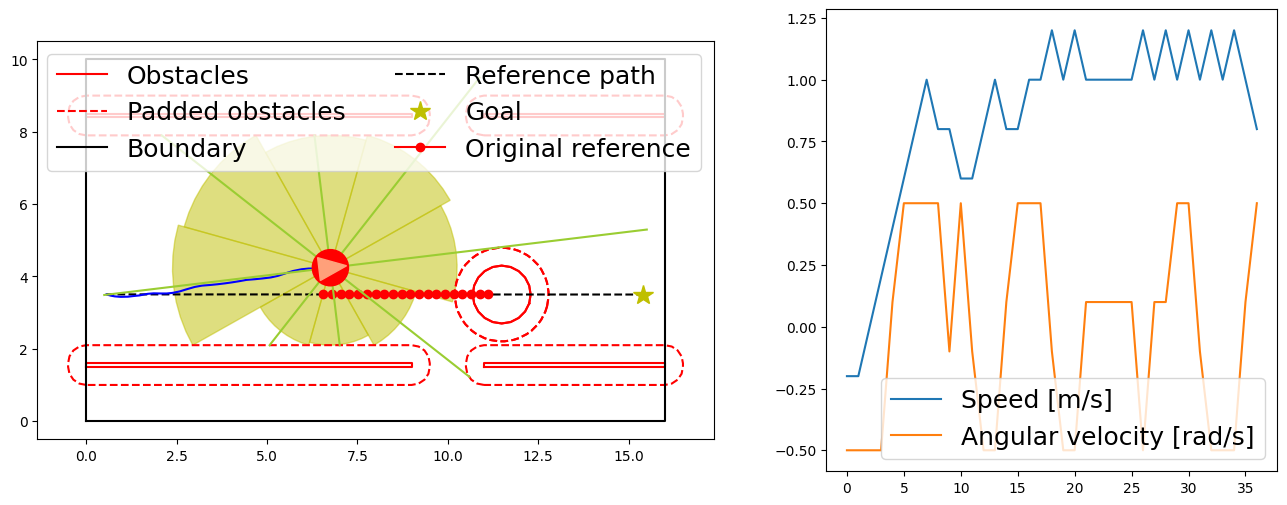 Obstacles
Padded obstacles
Boundary
Reference path
Goal
Original reference
10
8
6
4
2
0
0.0 2.5 5.0 7.5 10.0 12.5 15.0
1.25
1.00
0.75
0.50
0.25
0.00
−0.25
−0.50
Speed [m/s]
Angular velocity [rad/s]
0 5 10 15 20 25 30 35